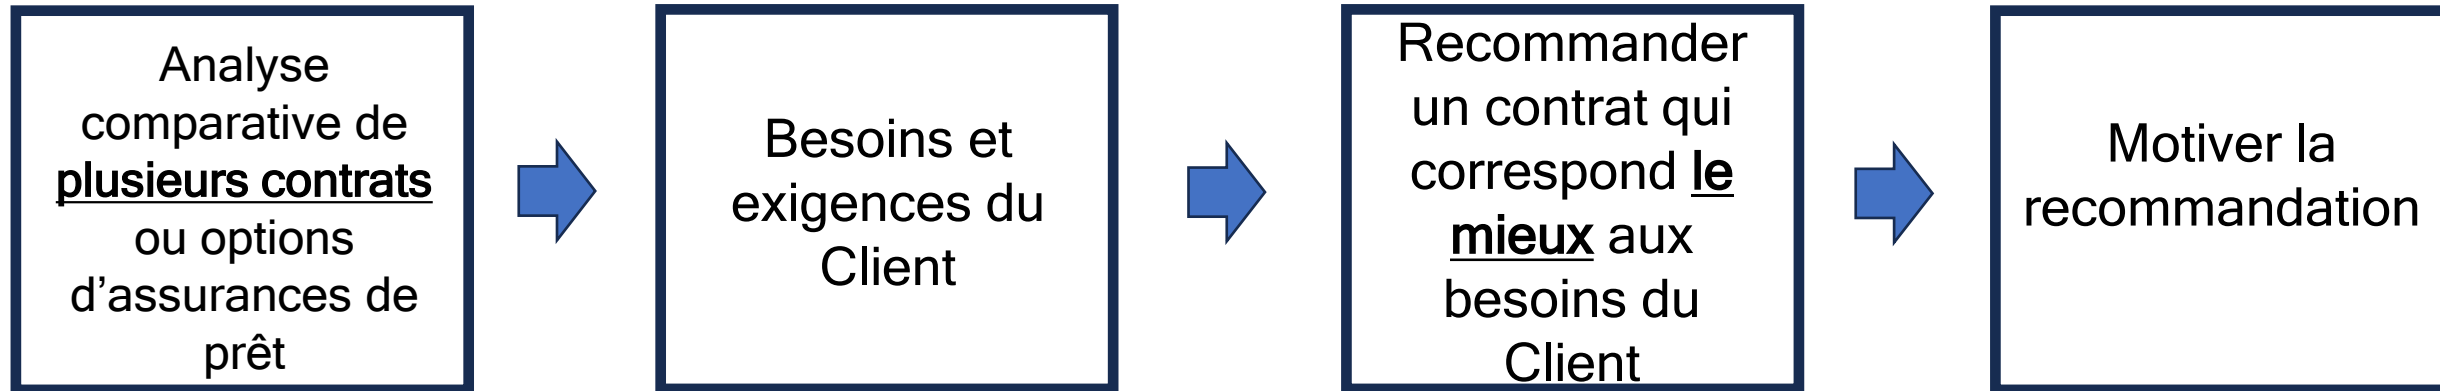 Analyse
comparative de
plusieurs contrats
ou options
d’assurances de
prêt
Besoins et
exigences du
Client
Recommander
un contrat qui
correspond le
mieux aux
besoins du
Client
Motiver la
recommandation